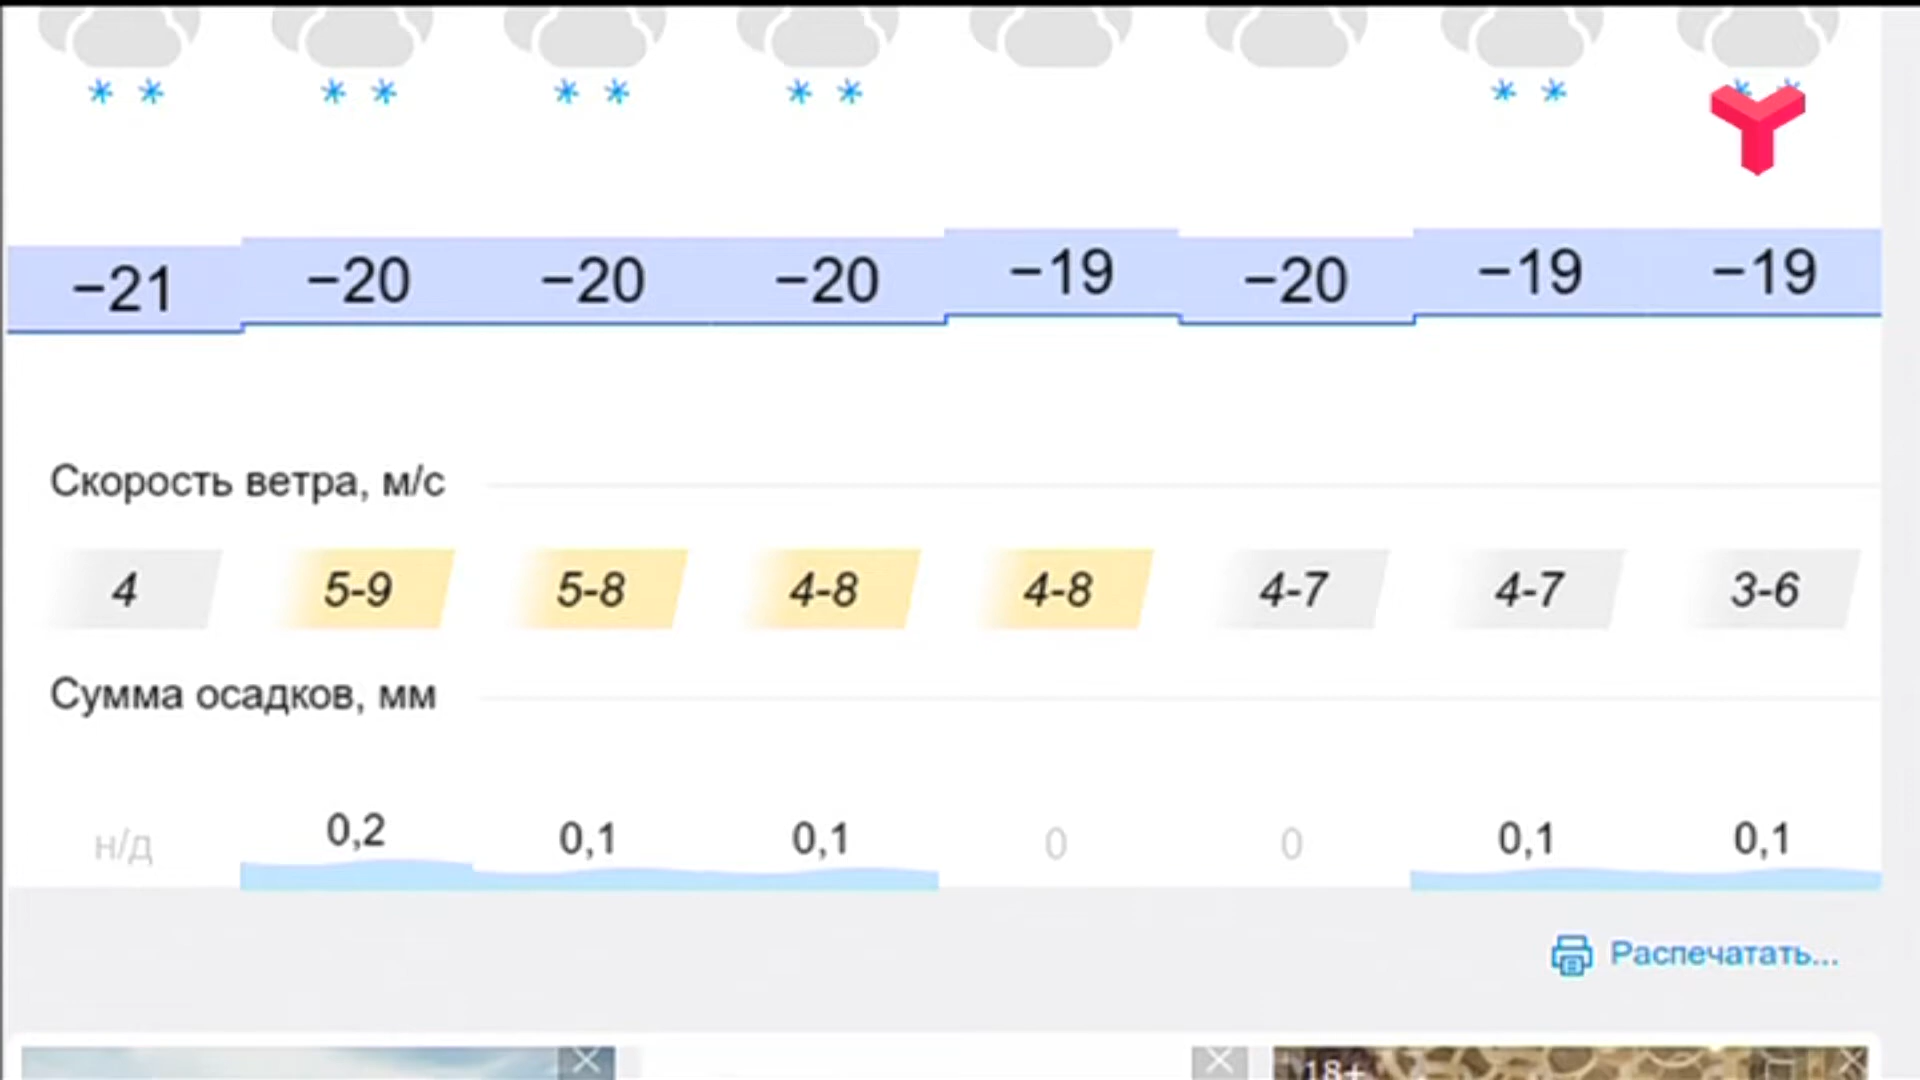 −21 −20 −20 −20 −19 −20 −19 −19
Скорость ветра, м/с
4 5-9 5-8 4-8 4-8 4-7 4-7 3-6
Сумма осадков, мм
н/д 0,2 0,1 0,1 0 0 0,1 0,1
Распечатать...
18+